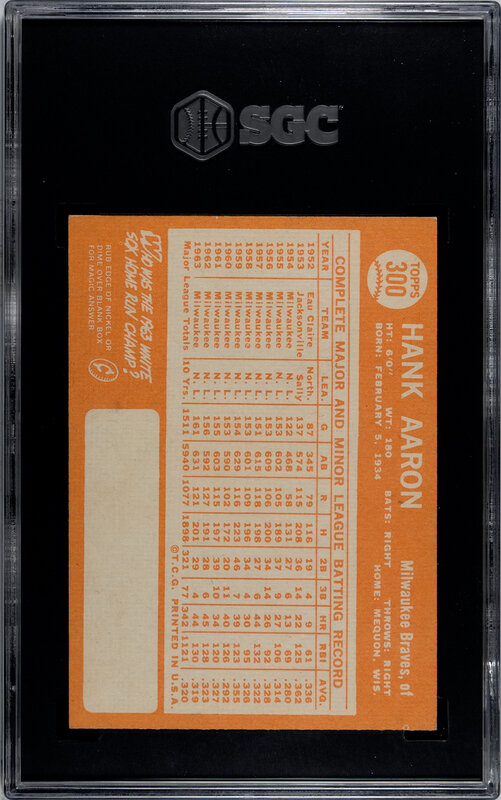 SGC
TOPPS
300
HANK AARON
Milwaukee Braves, of
HT: 6'0" WT: 180 BATS: RIGHT THROWS: RIGHT
BORN: FEBRUARY 5, 1934 HOME: MEQUON, WIS.
COMPLETE MAJOR AND MINOR LEAGUE BATTING RECORD
YEAR TEAM LEA. G AB R H 2B 3B HR RBI AVG.
1952 Eau Claire North. 87 345 79 116 19 4 9 61 .336
1953 Jacksonville Sally 137 574 115 208 36 14 22 125 .362
1954 Milwaukee N. L. 122 468 58 131 27 6 13 69 .280
1955 Milwaukee N. L. 153 602 105 189 37 9 27 106 .314
1956 Milwaukee N. L. 153 609 106 200 34 14 26 92 .328
1957 Milwaukee N. L. 151 615 118 198 27 6 44 132 .322
1958 Milwaukee N. L. 153 601 109 196 34 4 30 95 .326
1959 Milwaukee N. L. 154 629 116 223 46 7 39 123 .355
1960 Milwaukee N. L. 153 590 102 172 20 11 40 126 .292
1961 Milwaukee N. L. 155 603 115 197 39 10 34 120 .327
1962 Milwaukee N. L. 156 592 127 191 28 6 45 128 .323
1963 Milwaukee N. L. 161 631 121 201 29 4 44 130
Major League Totals 10 Yrs. 1511 5940 1077 1898 321 77 342 1121 .320
©T.C.G. PRINTED IN U.S.A.
WHO WAS THE 1963 WHITE
SOX HOME RUN CHAMP?
RUB EDGE OF NICKEL OR
DIME OVER BLANK BOX
FOR MAGIC ANSWER